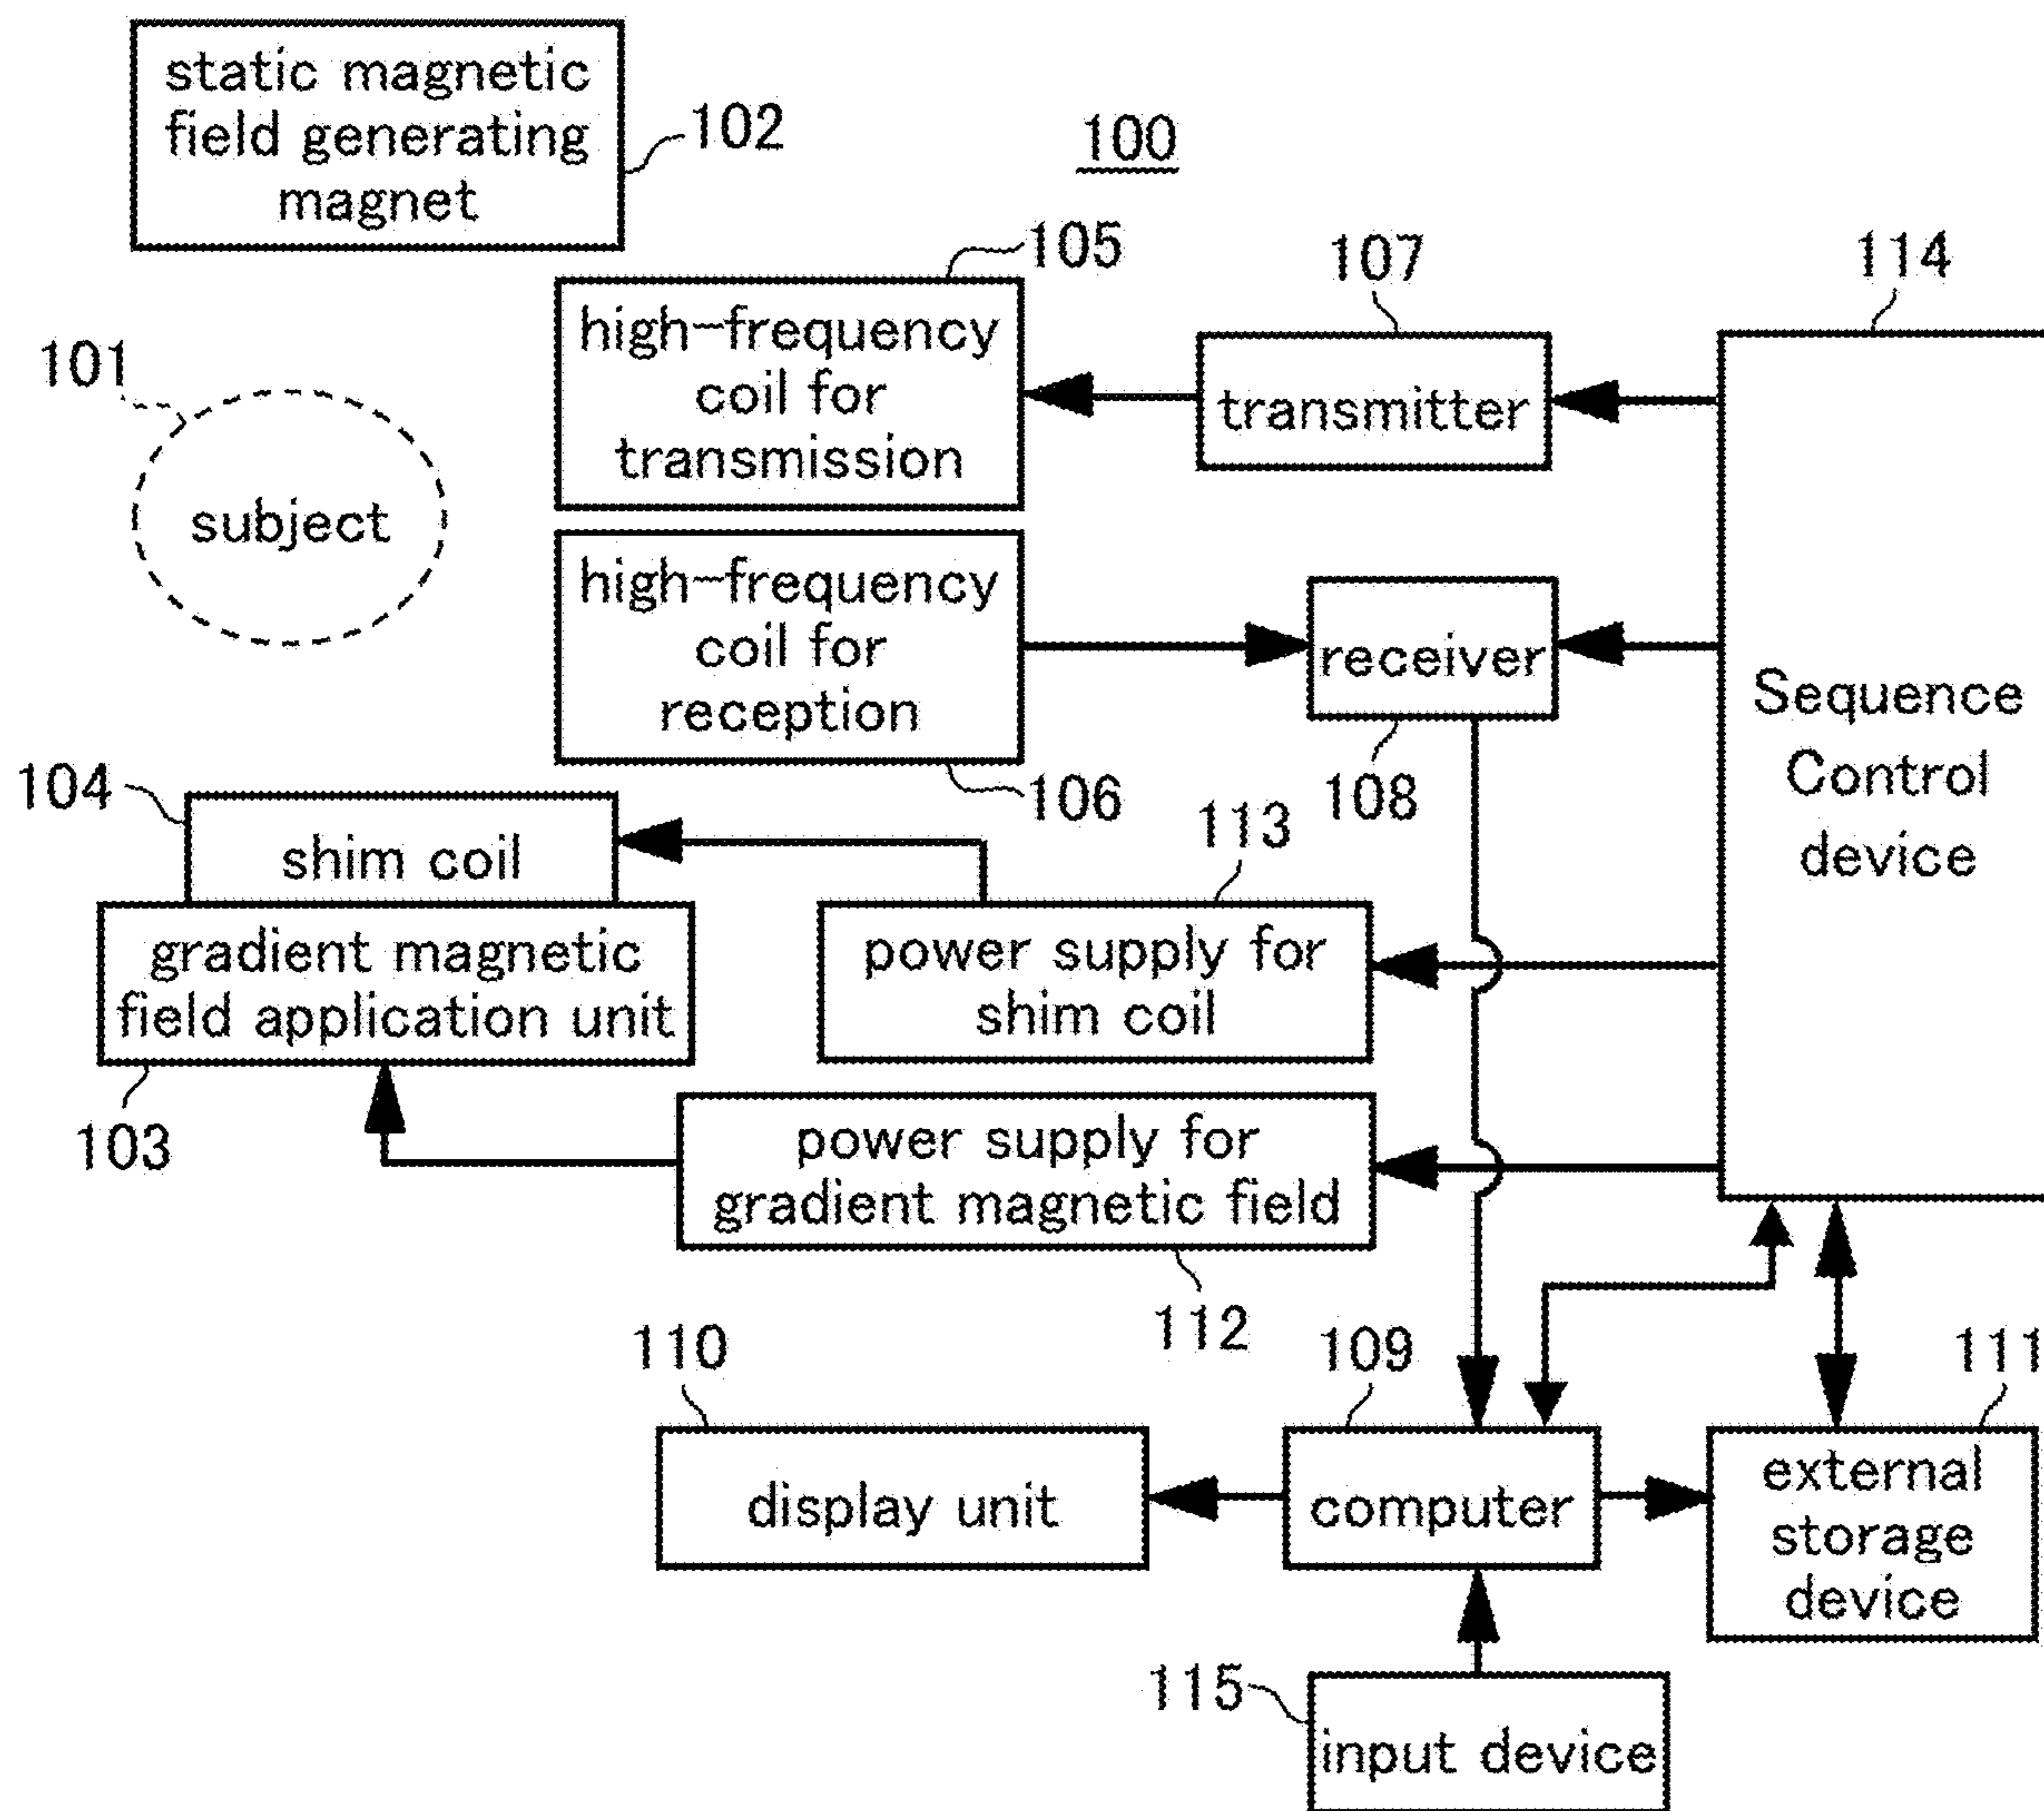 static magnetic
field generating
magnet
102
100
105
high-frequency
coil for
transmission
107
transmitter
114
Sequence
Control
device
101
subject
high-frequency
coil for
reception
106
receiver
108
104
shim coil
113
power supply for
shim coil
gradient magnetic
field application unit
103
power supply for
gradient magnetic field
112
110
display unit
109
computer
111
external
storage
device
115
input device